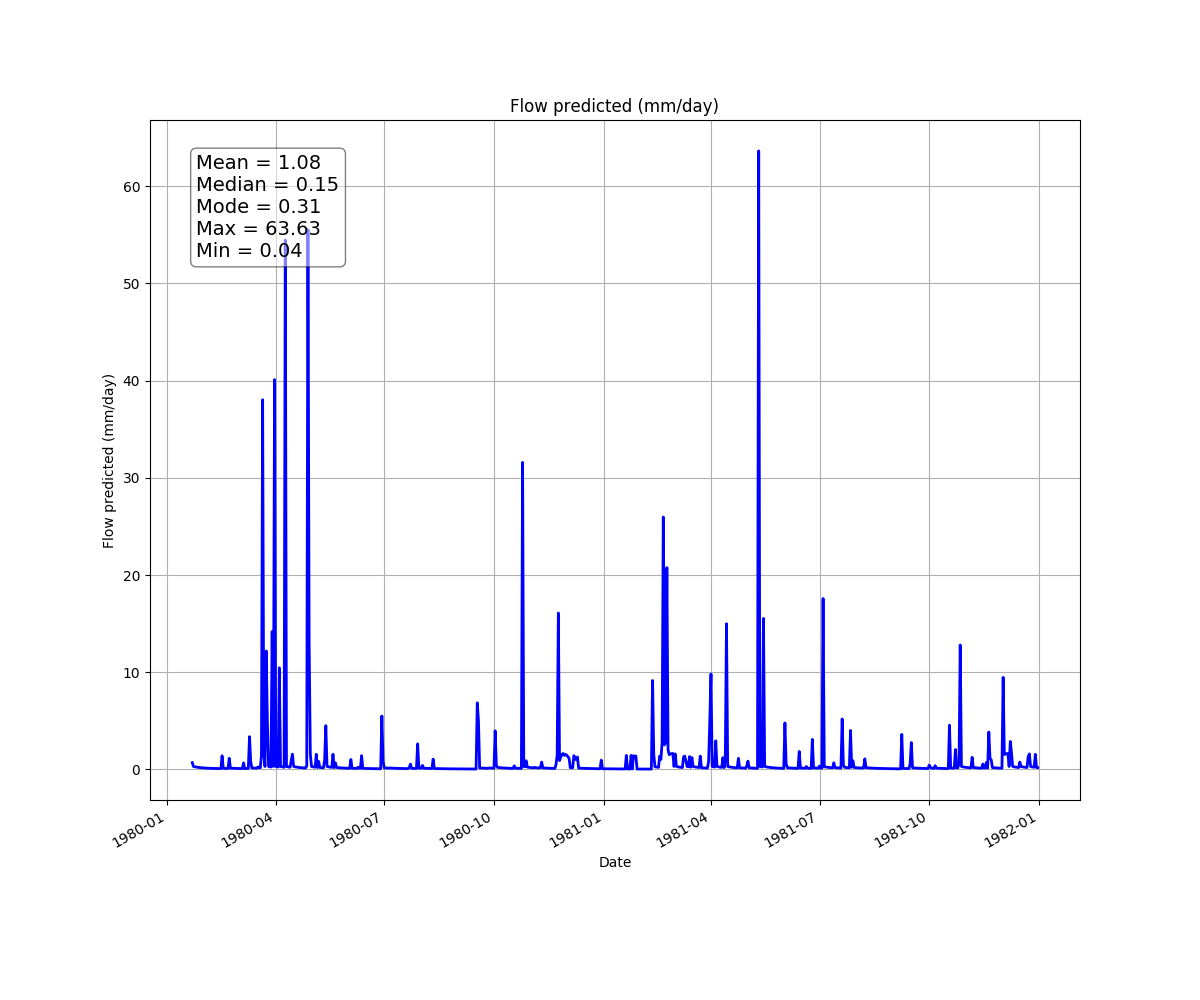 Flow predicted (mm/day)
Mean = 1.08
Median = 0.15
Mode = 0.31
Max = 63.63
Min = 0.04
60
50
40
30
20
10
0
Flow predicted (mm/day)
1980-01
1980-04
1980-07
1980-10
1981-01
1981-04
1981-07
1981-10
1982-01
Date